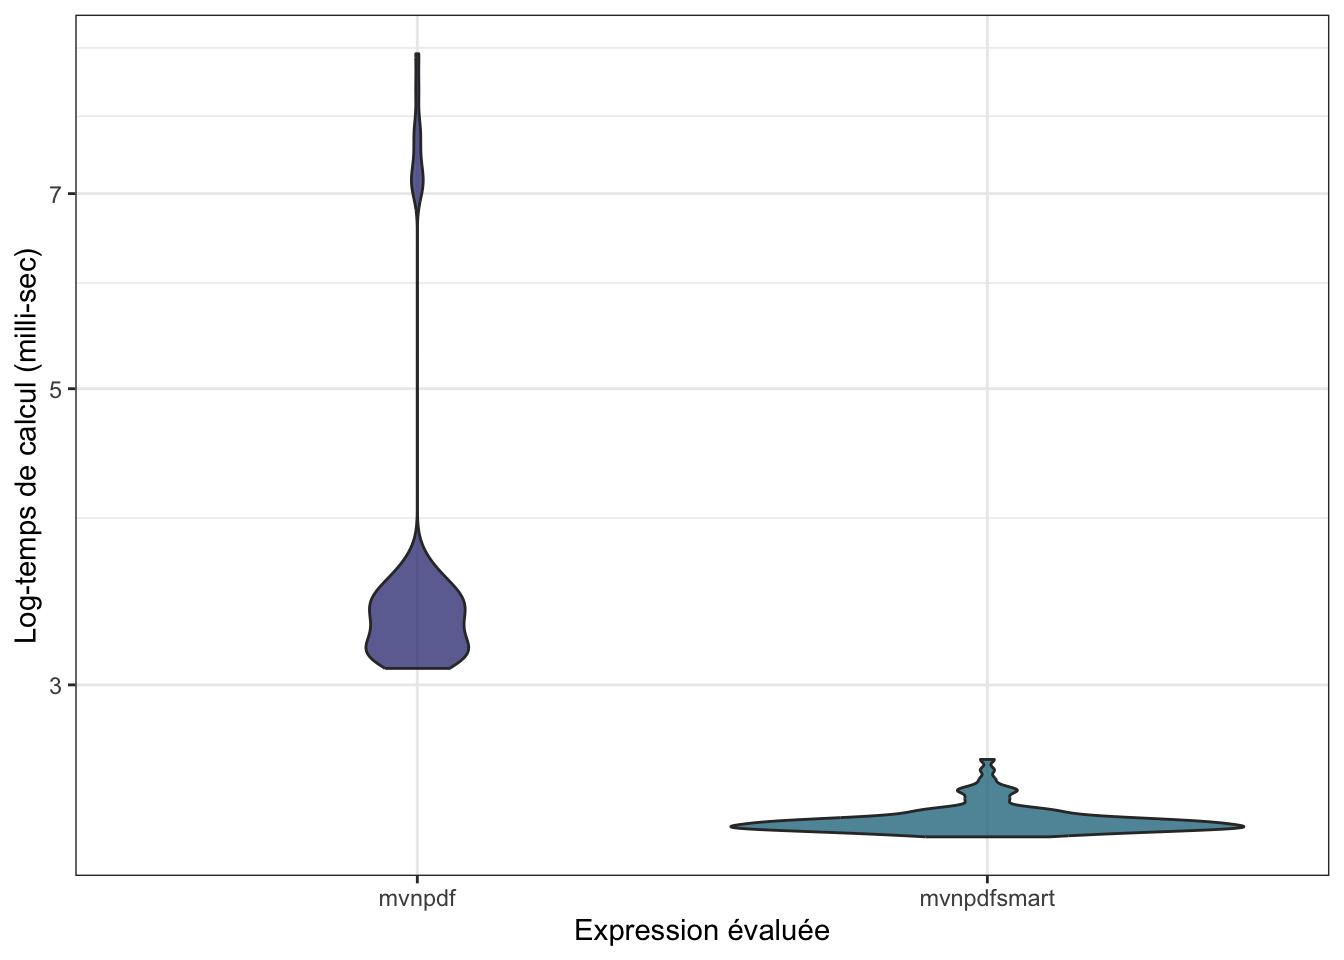 Log-temps de calcul (milli-sec)
7
5
3
mvnpdf
mvnpdfsmart
Expression évaluée